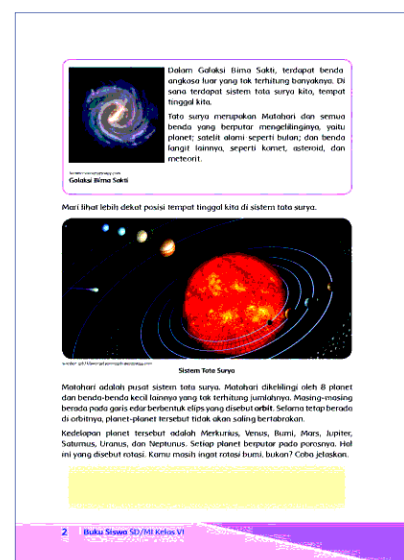 Dalam Galaksi Bima Sakti, terdapat benda
angkasa luar yang tak terhitung banyaknya. Di
sana terdapat sistem tata surya kita, tempat
tinggal kita.
Tata surya merupakan Matahari dan semua
benda yang berputar mengelilinginya, yaitu
planet; satelit alami seperti bulan; dan benda
langit lainnya, seperti komet, asteroid, dan
meteorit.
Galaksi Bima Sakti
Mari lihat lebih dekat posisi tempat tinggal kita di sistem tata surya.
Sistem Tata Surya
Matahari adalah pusat sistem tata surya. Matahari dikelilingi oleh 8 planet
dan benda-benda kecil lainnya yang tak terhitung jumlahnya. Masing-masing
berada pada garis edar berbentuk elips yang disebut orbit. Selama tetap berada
di orbitnya, planet-planet tersebut tidak akan saling bertabrakan.
Kedelapan planet tersebut adalah Merkurius, Venus, Bumi, Mars, Jupiter,
Saturnus, Uranus, dan Neptunus. Setiap planet berputar pada porosnya. Hal
ini yang disebut rotasi. Kamu masih ingat rotasi bumi, bukan? Coba jelaskan.
2 Buku Siswa SD/MI Kelas VI